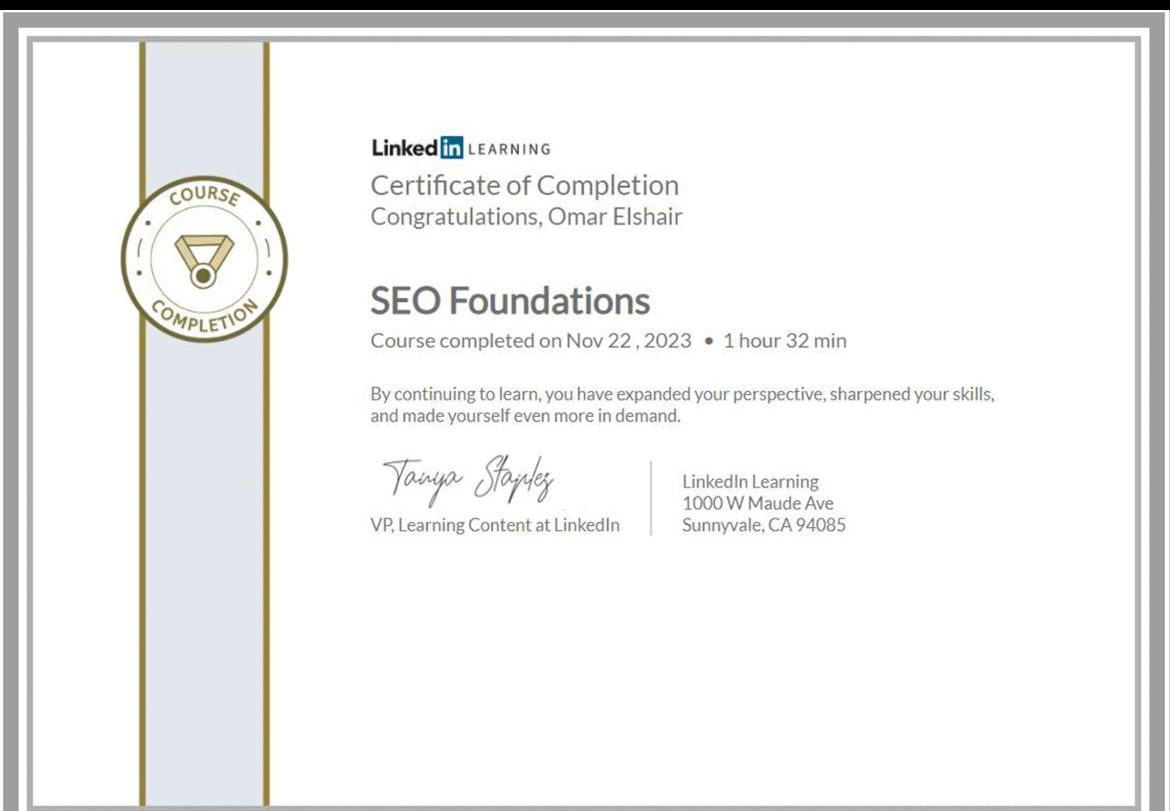 COURSE
COMPLETION
Linked in LEARNING
Certificate of Completion
Congratulations, Omar Elshair
SEO Foundations
Course completed on Nov 22 , 2023 • 1 hour 32 min
By continuing to learn, you have expanded your perspective, sharpened your skills,
and made yourself even more in demand.
Tanya Staples
VP, Learning Content at LinkedIn
LinkedIn Learning
1000 W Maude Ave
Sunnyvale, CA 94085